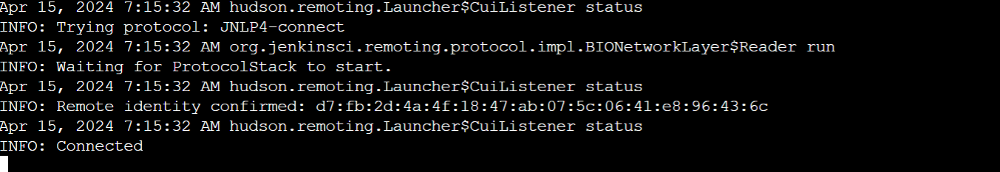 Apr 15, 2024 7:15:32 AM hudson.remoting.Launcher$CuiListener status
INFO: Trying protocol: JNLP4-connect
Apr 15, 2024 7:15:32 AM org.jenkinsci.remoting.protocol.impl.BIONetworkLayer$Reader run
INFO: Waiting for ProtocolStack to start.
Apr 15, 2024 7:15:32 AM hudson.remoting.Launcher$CuiListener status
INFO: Remote identity confirmed: d7:fb:2d:4a:4f:18:47:ab:07:5c:06:41:e8:96:43:6c
Apr 15, 2024 7:15:32 AM hudson.remoting.Launcher$CuiListener status
INFO: Connected